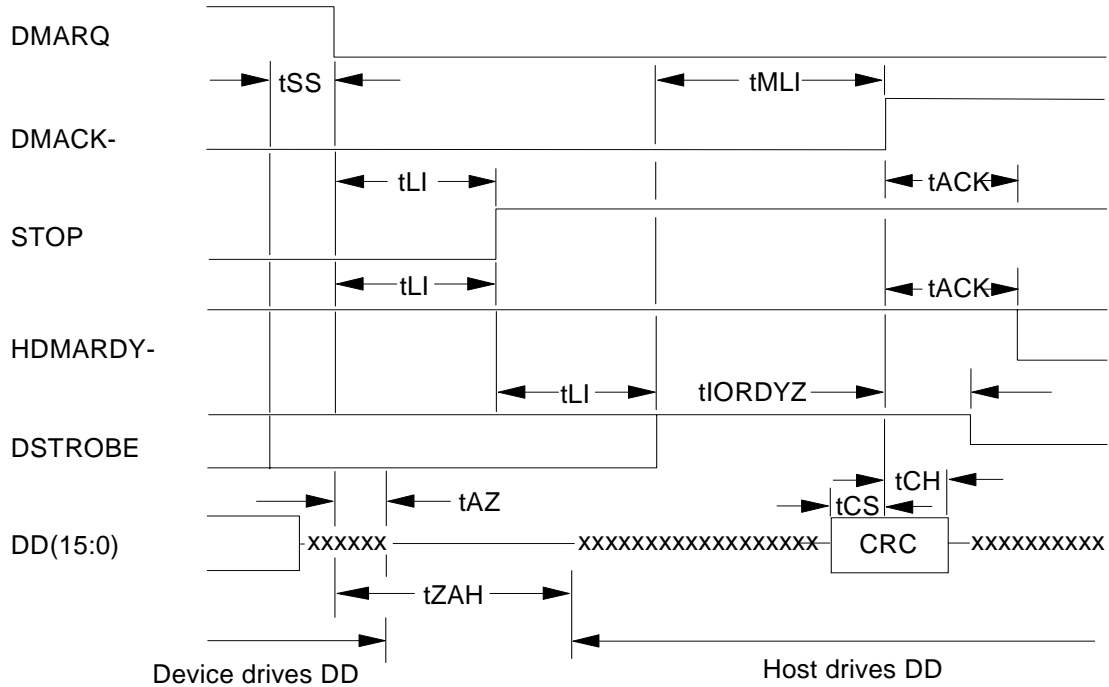 DMARQ
tSS
tMLI
DMACK-
tLI
tACK
STOP
tLI
tACK
HDMARDY-
tLI
tIORDYZ
DSTROBE
tCH
tAZ
tCS
DD(15:0)
xxxxxx
xxxxxxxxxxxxxxxxxx
CRC
xxxxxxxxxx
tZAH
Device drives DD
Host drives DD